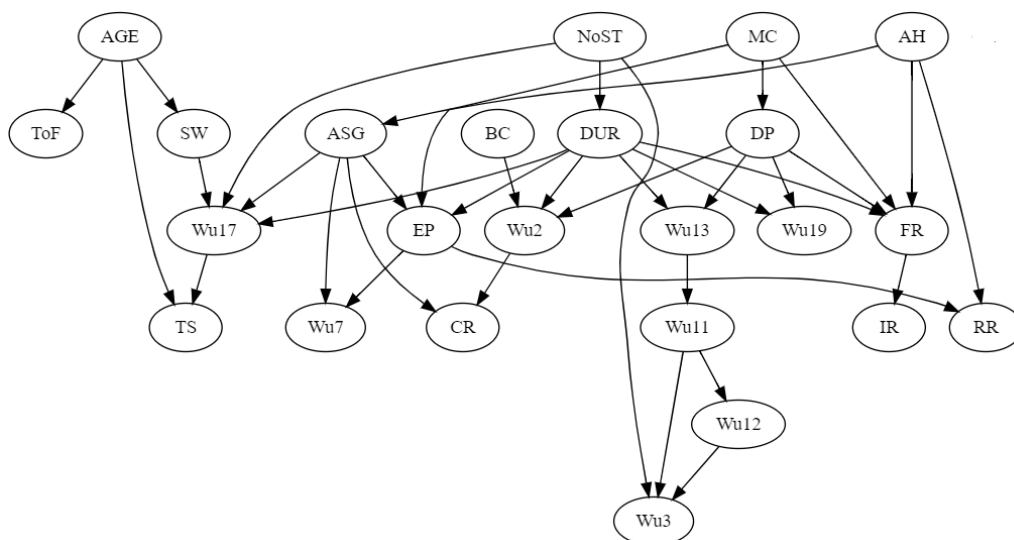 AGE NoST MC AH
ToF SW ASG BC DUR DP
Wu17 EP Wu2 Wu13 Wu19 FR
TS Wu7 CR Wu11 IR RR
Wu12
Wu3